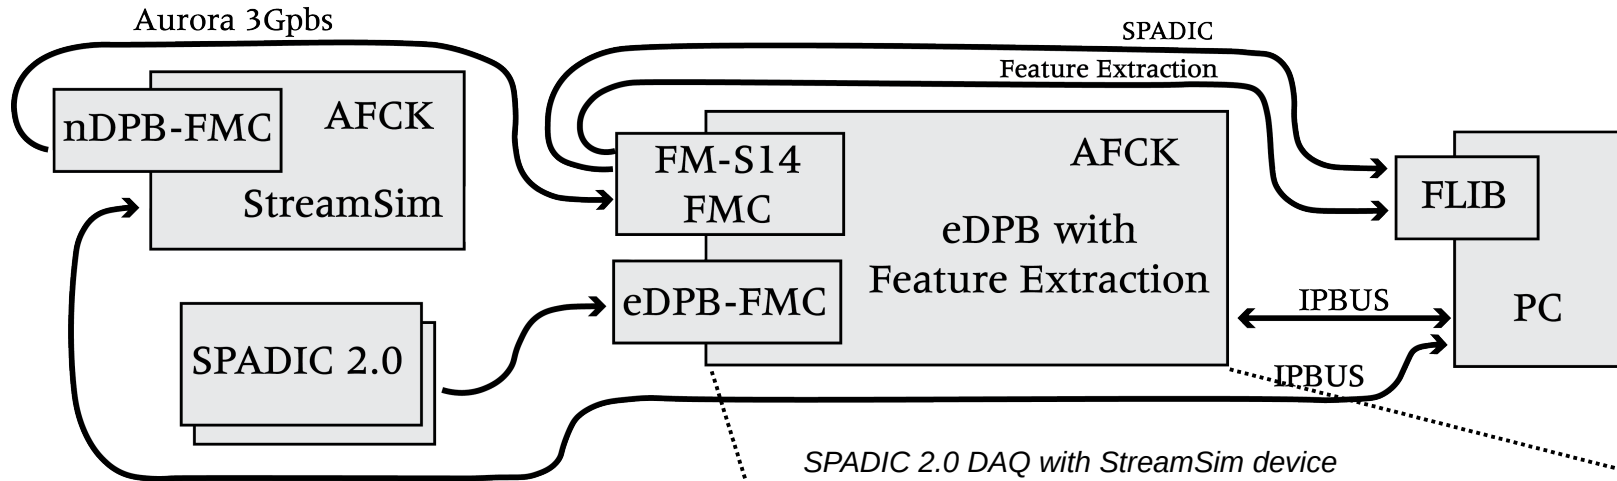 Aurora 3Gpbs
nDPB-FMC
AFCK
StreamSim
SPADIC 2.0
SPADIC
Feature Extraction
FM-S14
FMC
AFCK
eDPB with
Feature Extraction
eDPB-FMC
FLIB
PC
IPBUS
IPBUS
SPADIC 2.0 DAQ with StreamSim device